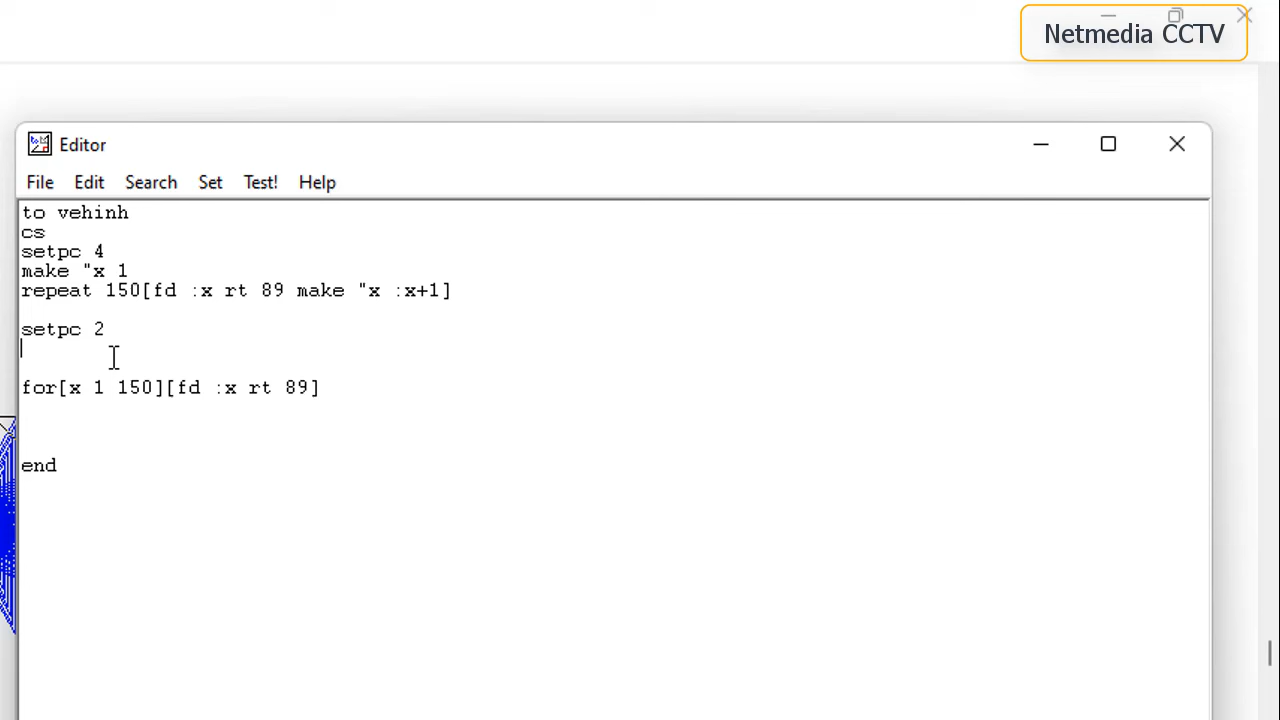 Netmedia CCTV
Editor
File Edit Search Set Test! Help
to vehinh
cs
setpc 4
make "x 1
repeat 150[fd :x rt 89 make "x :x+1]
setpc 2
for[x 1 150][fd :x rt 89]
end